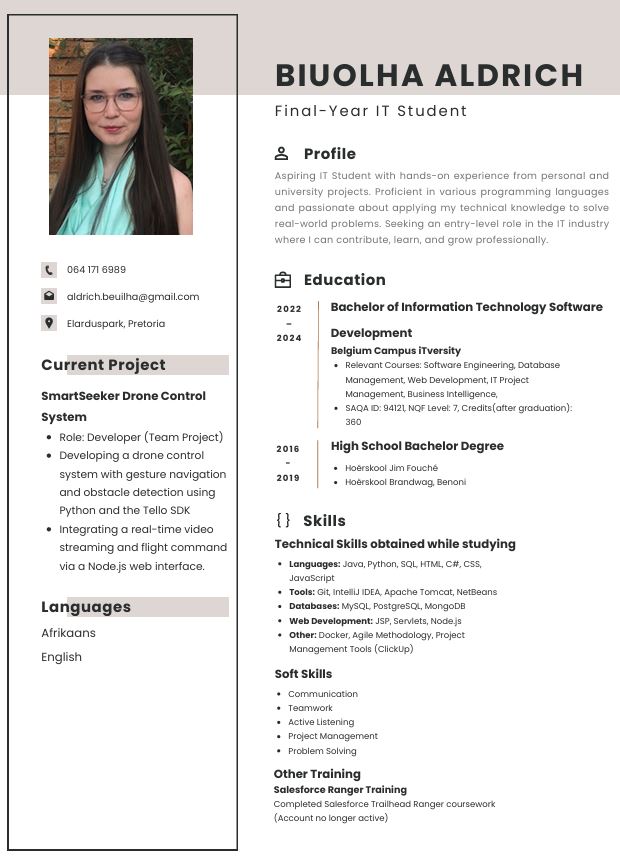 BIUOLHA ALDRICH
Final-Year IT Student
064 171 6989
aldrich.beuilha@gmail.com
Elarduspark, Pretoria
Current Project
SmartSeeker Drone Control
System
Role: Developer (Team Project)
Developing a drone control
system with gesture navigation
and obstacle detection using
Python and the Tello SDK
Integrating a real-time video
streaming and flight command
via a Node.js web interface.
Languages
Afrikaans
English
Profile
Aspiring IT Student with hands-on experience from personal and
university projects. Proficient in various programming languages
and passionate about applying my technical knowledge to solve
real-world problems. Seeking an entry-level role in the IT industry
where I can contribute, learn, and grow professionally.
Education
2022
–
2024
Bachelor of Information Technology Software
Development
Belgium Campus iTversity
Relevant Courses: Software Engineering, Database
Management, Web Development, IT Project
Management, Business Intelligence,
SAQA ID: 94121, NQF Level: 7, Credits(after graduation):
360
2016
-
2019
High School Bachelor Degree
Hoërskool Jim Fouché
Hoërskool Brandwag, Benoni
{ } Skills
Technical Skills obtained while studying
Languages: Java, Python, SQL, HTML, C#, CSS,
JavaScript
Tools: Git, IntelliJ IDEA, Apache Tomcat, NetBeans
Databases: MySQL, PostgreSQL, MongoDB
Web Development: JSP, Servlets, Node.js
Other: Docker, Agile Methodology, Project
Management Tools (ClickUp)
Soft Skills
Communication
Teamwork
Active Listening
Project Management
Problem Solving
Other Training
Salesforce Ranger Training
Completed Salesforce Trailhead Ranger coursework
(Account no longer active)